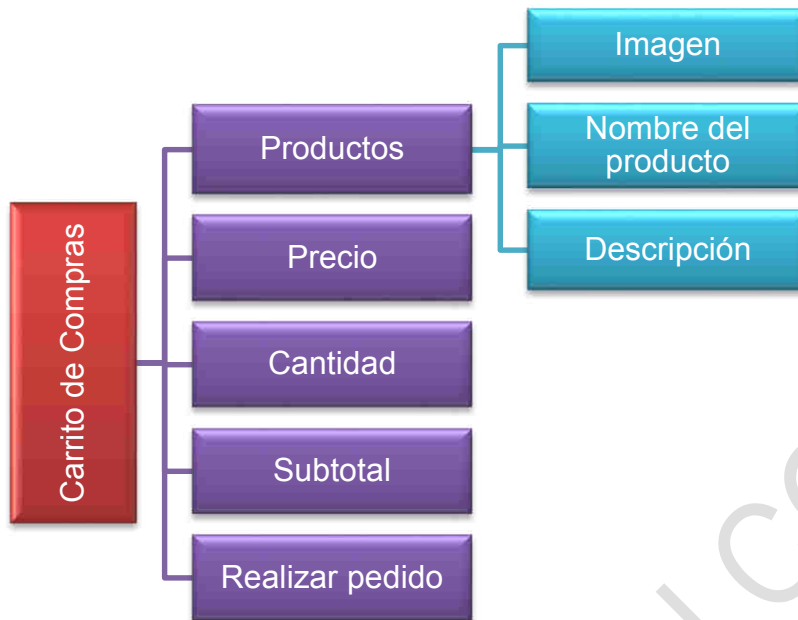 Carrito de Compras
Productos
Precio
Cantidad
Subtotal
Realizar pedido
Imagen
Nombre del
producto
Descripción